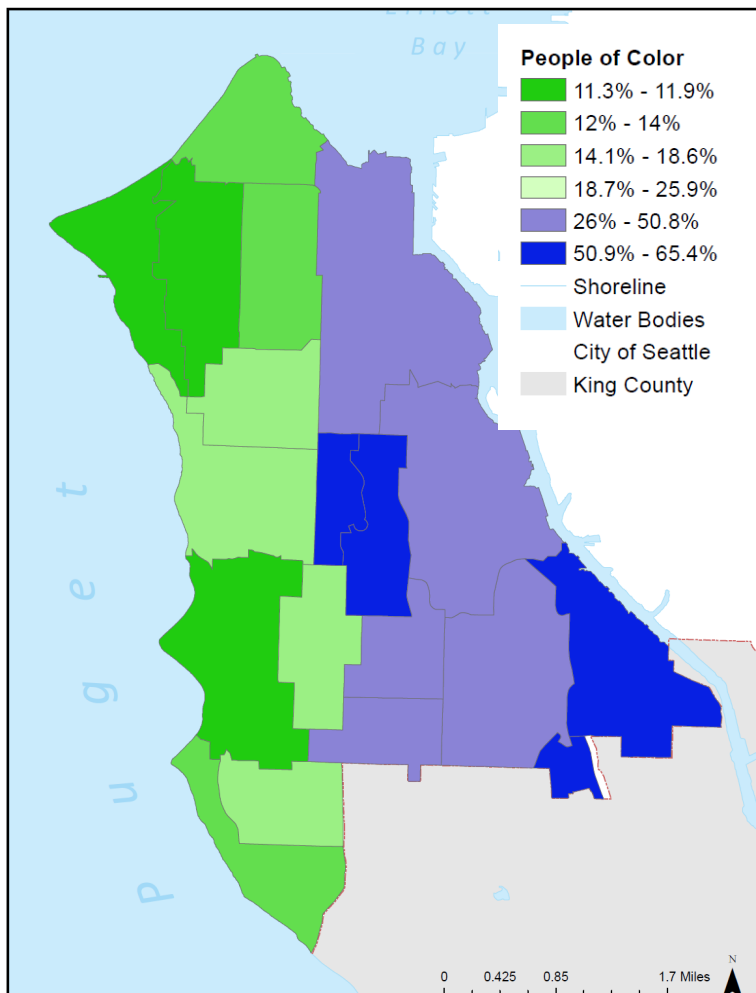 Elliott
Bay
People of Color
11.3% - 11.9%
12% - 14%
14.1% - 18.6%
18.7% - 25.9%
26% - 50.8%
50.9% - 65.4%
Shoreline
Water Bodies
City of Seattle
King County
Puget
N
0 0.425 0.85 1.7 Miles